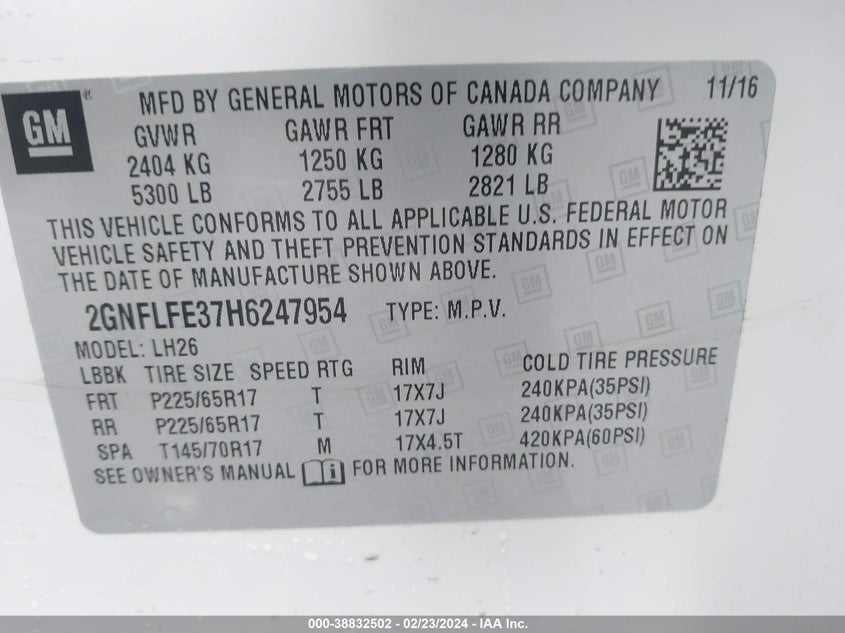 GM® MFD BY GENERAL MOTORS OF CANADA COMPANY 11/16
GVWR GAWR FRT GAWR RR
2404 KG 1250 KG 1280 KG
5300 LB 2755 LB 2821 LB
THIS VEHICLE CONFORMS TO ALL APPLICABLE U.S. FEDERAL MOTOR
VEHICLE SAFETY AND THEFT PREVENTION STANDARDS IN EFFECT ON
THE DATE OF MANUFACTURE SHOWN ABOVE.
2GNFLFE37H6247954 TYPE: M.P.V.
MODEL: LH26
LBBK TIRE SIZE SPEED RTG RIM COLD TIRE PRESSURE
FRT P225/65R17 T 17X7J 240KPA(35PSI)
RR P225/65R17 T 17X7J 240KPA(35PSI)
SPA T145/70R17 M 17X4.5T 420KPA(60PSI)
SEE OWNER'S MANUAL FOR MORE INFORMATION.
000-38832502 - 02/23/2024 - IAA Inc.